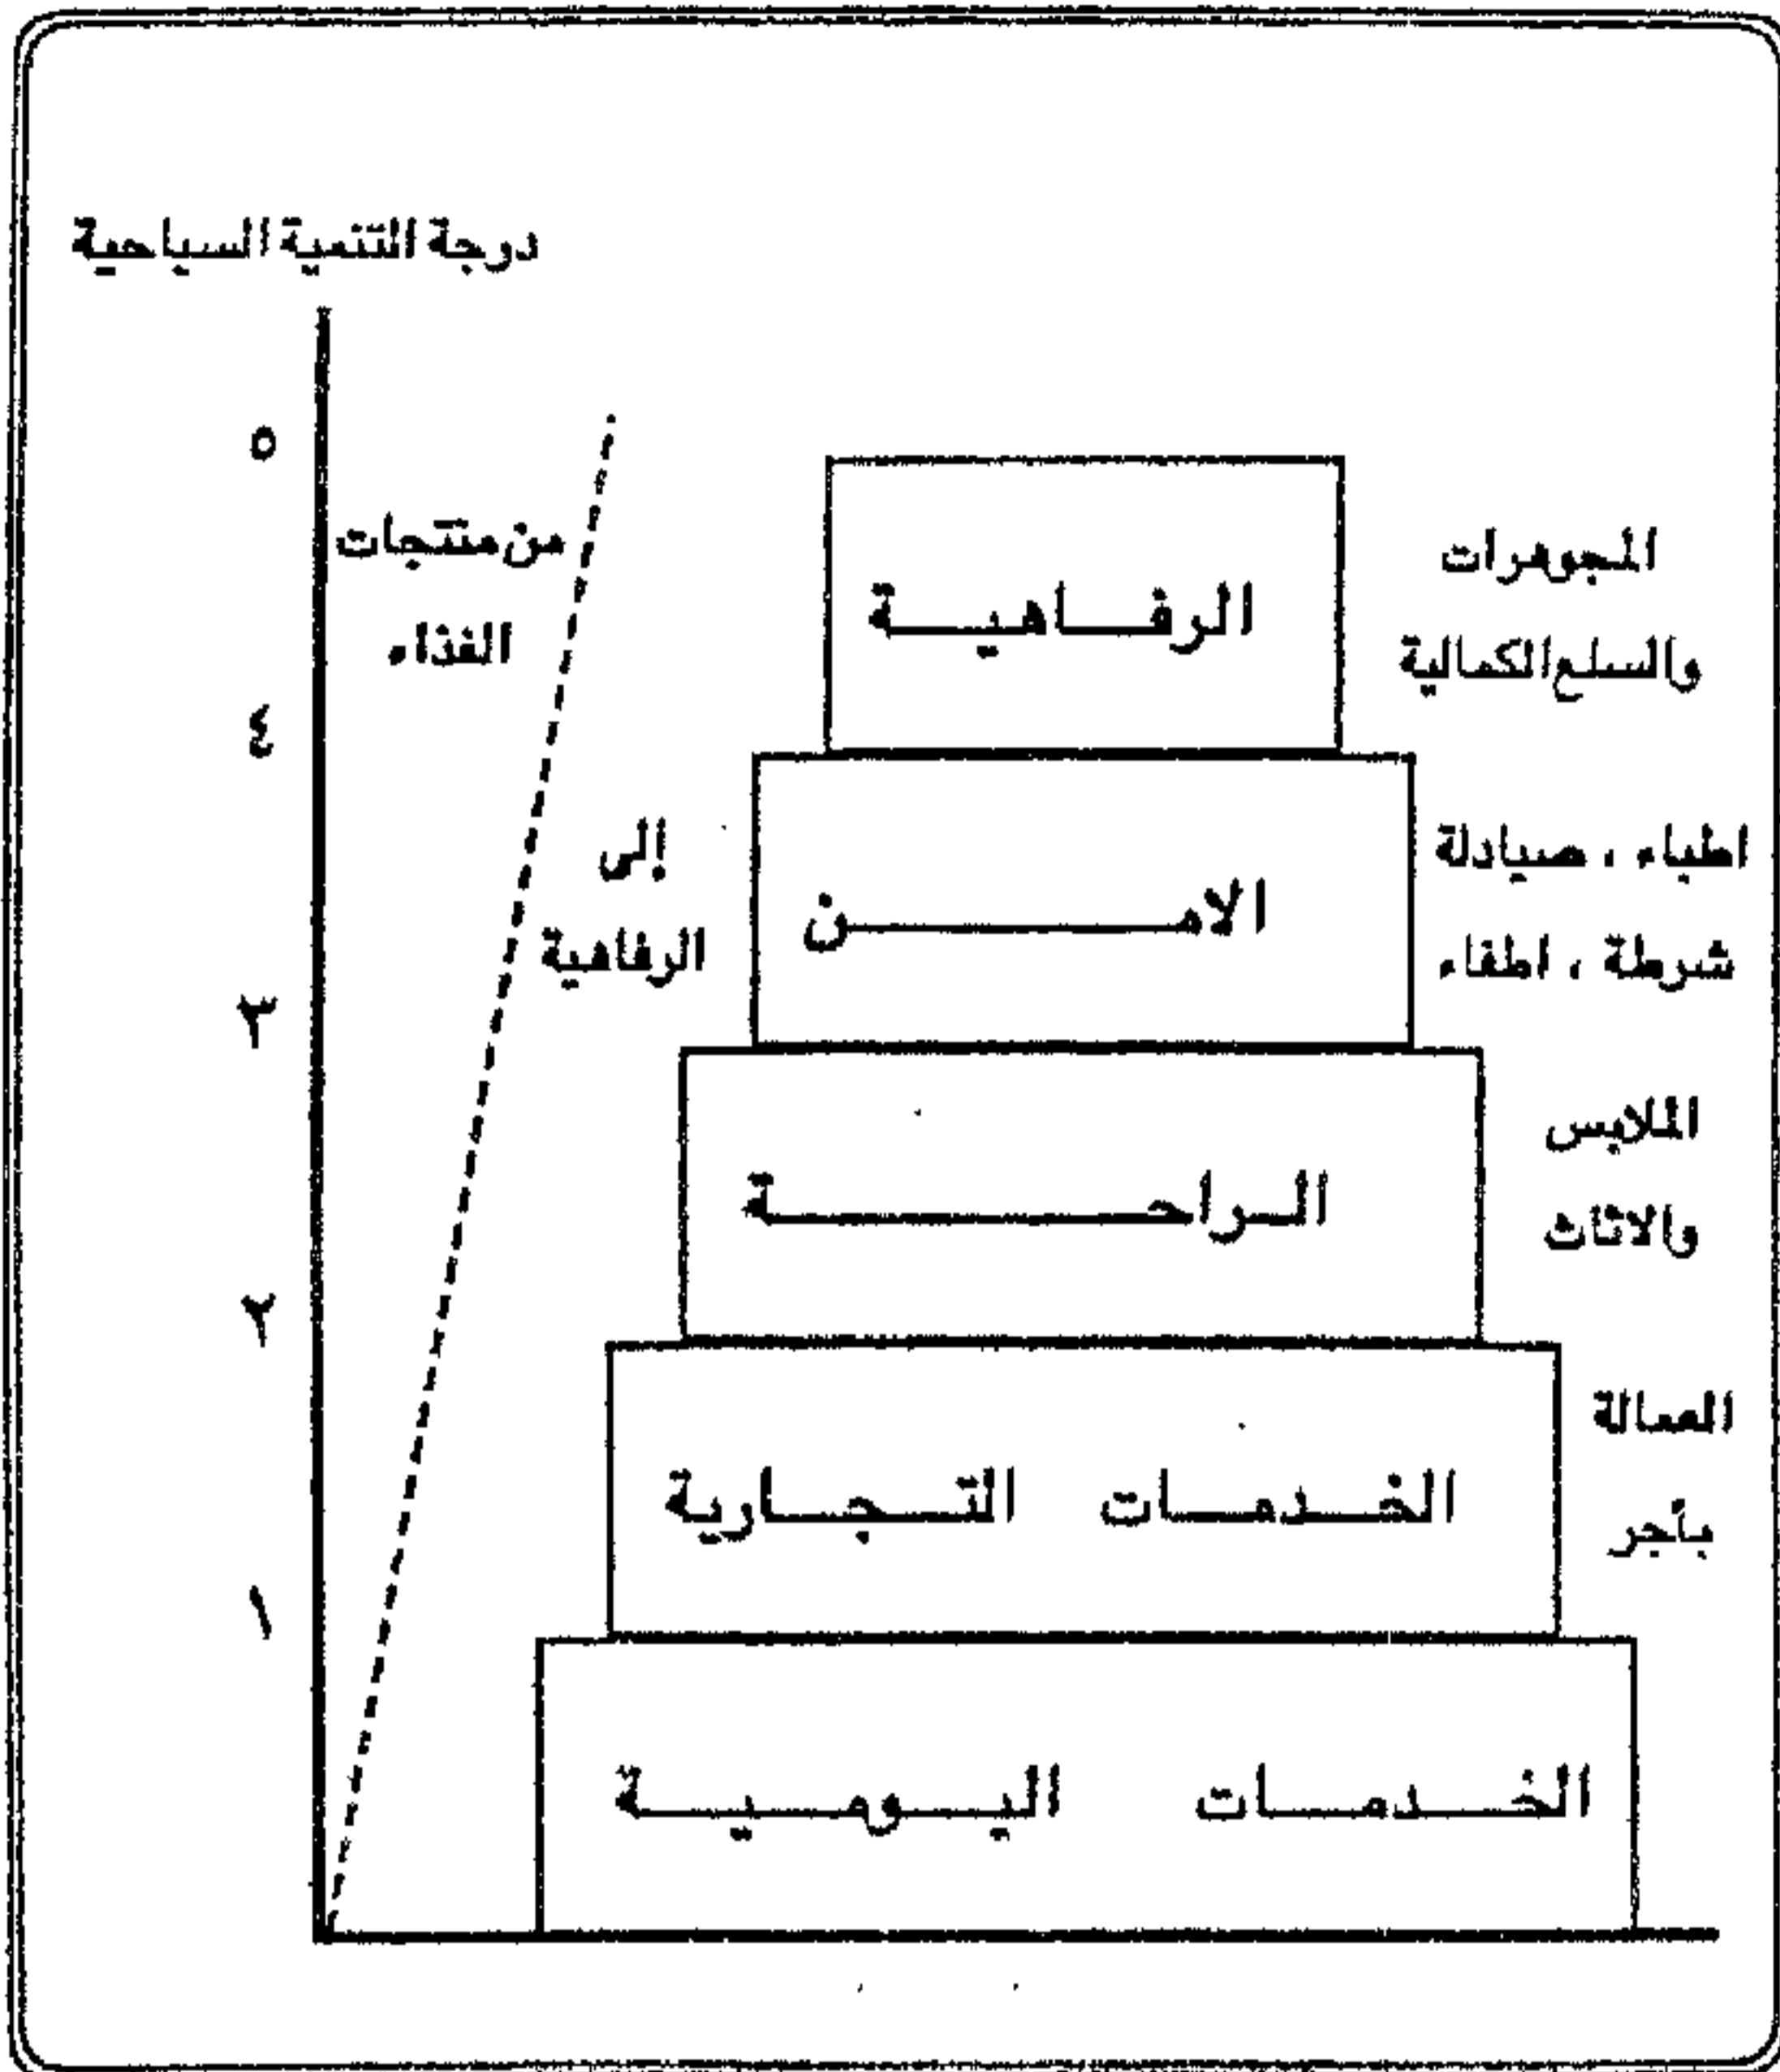 درجة التنمية السياحية
٥
٤
٣
٢
١
من منتجات
الغذاء
إلى
الرفاهية
الرفاهية
المجوهرات
والسلع الكمالية
الامن
اطباء ، صيادلة
شرطة ، اطفاء
الراحة
الملابس
والاثاث
الخدمات التجارية
العمالة
بأجر
الخدمات اليومية